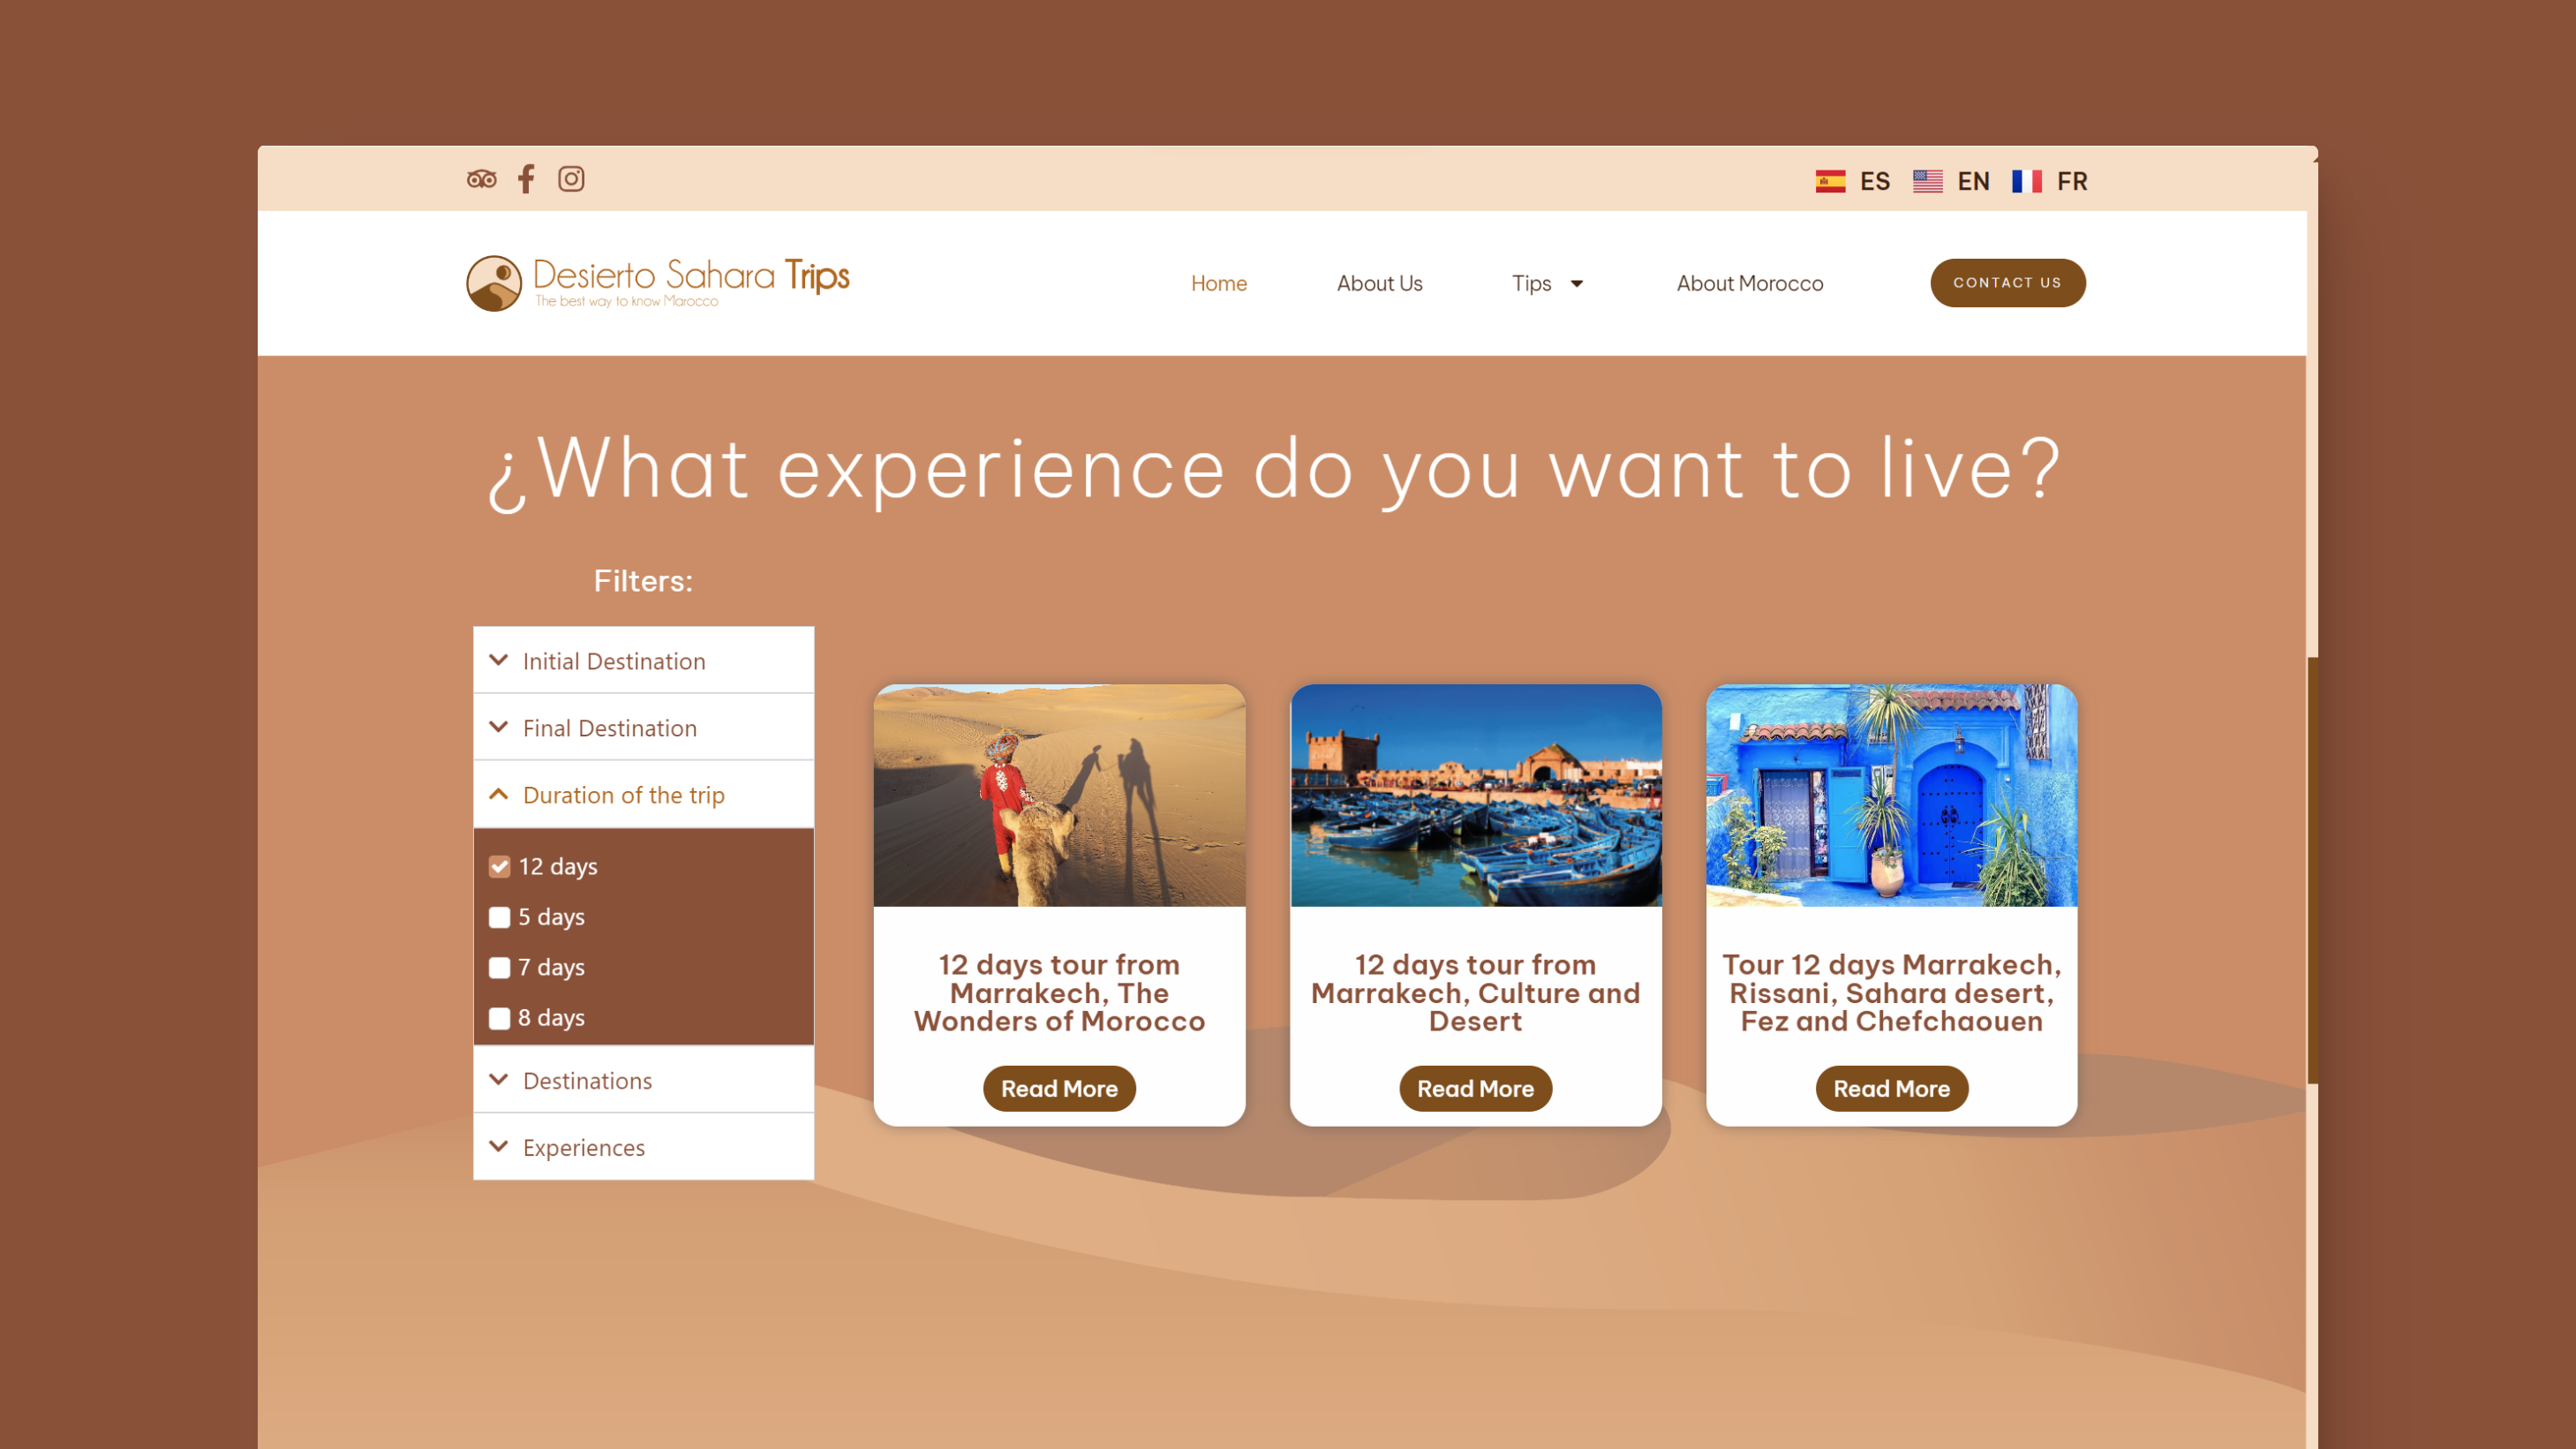 ES EN FR
Desierto Sahara Trips
The best way to know Marocco
Home About Us Tips About Morocco CONTACT US
¿What experience do you want to live?
Filters:
Initial Destination
Final Destination
Duration of the trip
12 days
5 days
7 days
8 days
Destinations
Experiences
12 days tour from
Marrakech, The
Wonders of Morocco
Read More
12 days tour from
Marrakech, Culture and
Desert
Read More
Tour 12 days Marrakech,
Rissani, Sahara desert,
Fez and Chefchaouen
Read More